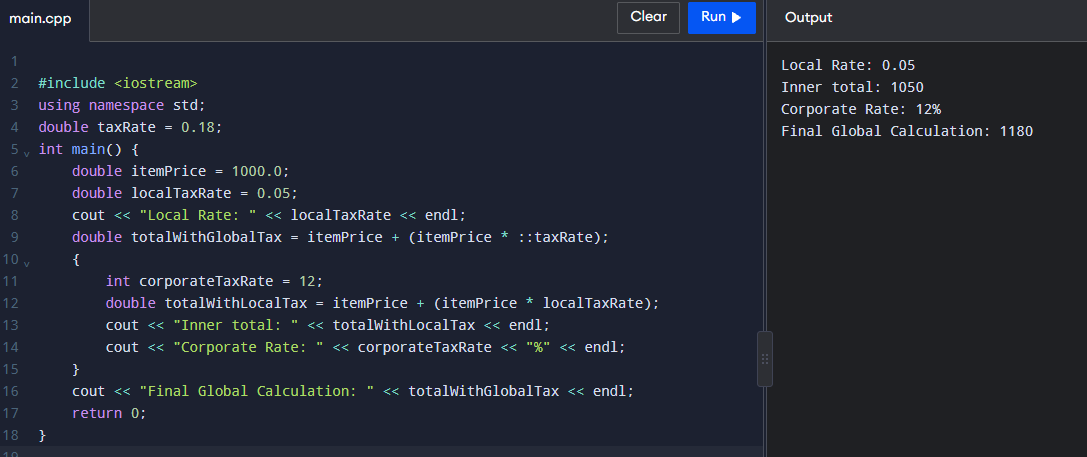 main.cpp
Clear
Run
Output
1
2 #include <iostream>
3 using namespace std;
4 double taxRate = 0.18;
5 int main() {
6     double itemPrice = 1000.0;
7     double localTaxRate = 0.05;
8     cout << "Local Rate: " << localTaxRate << endl;
9     double totalWithGlobalTax = itemPrice + (itemPrice * ::taxRate);
10     {
11         int corporateTaxRate = 12;
12         double totalWithLocalTax = itemPrice + (itemPrice * localTaxRate);
13         cout << "Inner total: " << totalWithLocalTax << endl;
14         cout << "Corporate Rate: " << corporateTaxRate << "%" << endl;
15     }
16     cout << "Final Global Calculation: " << totalWithGlobalTax << endl;
17     return 0;
18 }
19
Local Rate: 0.05
Inner total: 1050
Corporate Rate: 12%
Final Global Calculation: 1180